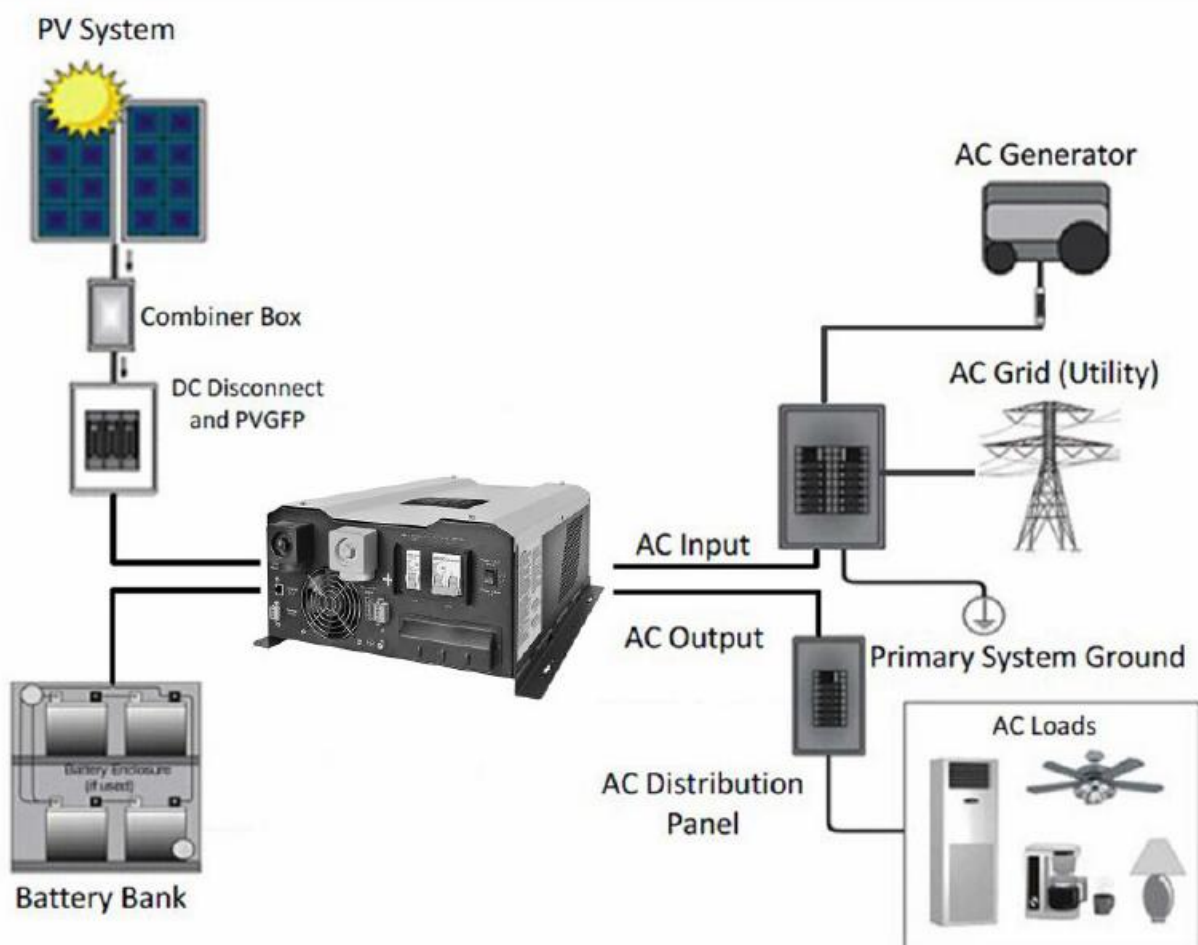 PV System
Combiner Box
DC Disconnect
and PVGFP
AC Generator
AC Grid (Utility)
AC Input
AC Output
Primary System Ground
Battery Enclosure
(if used)
Battery Bank
AC Distribution
Panel
AC Loads